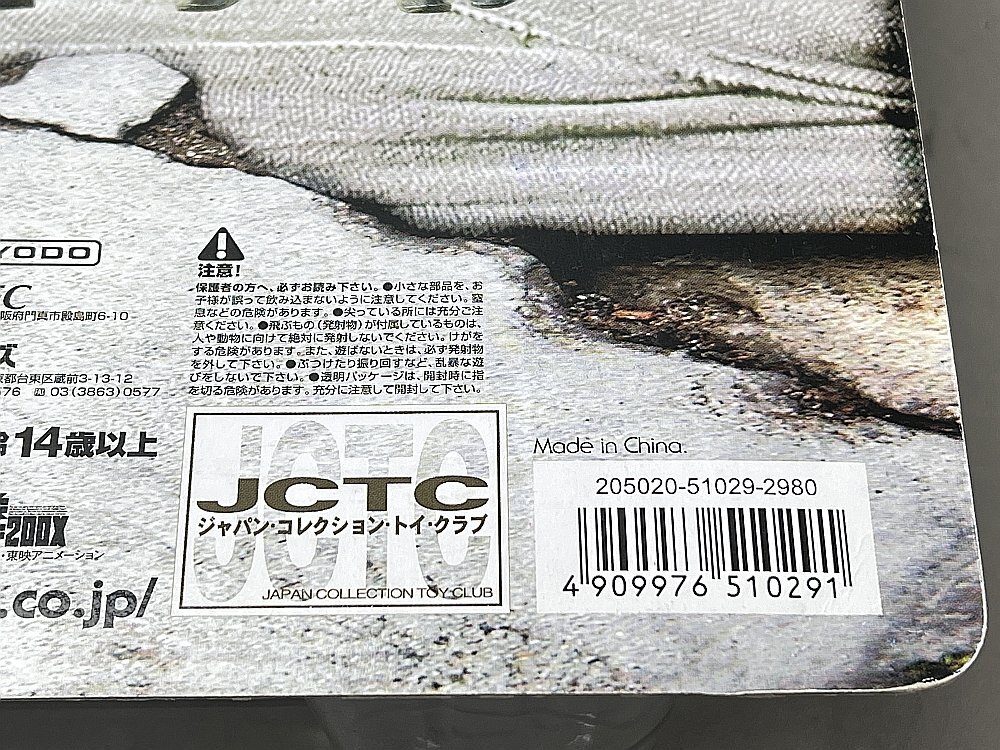 YODO
注意!
保護者の方へ、必ずお読み下さい。●小さな部品を、お
子様が誤って飲み込まないように注意してください。窒
息などの危険があります。●尖っている所には充分ご注
意ください。●飛ぶもの(発射物)が付属しているものは、
人や動物に向けて絶対に発射しないでください。けがを
する危険があります。また、遊ばないときは、必ず発射物
を外して下さい。●ぶつけたり振り回すなど、乱暴な遊
びをしないで下さい。●透明パッケージは、開封時に指
を切る危険があります。充分に注意して開封して下さい。
阪府門真市殿島町6-10
ズ
京都台東区蔵前3-13-12
576 ㈹ 03(3863)0577
齢14歳以上
-200X
・東映アニメーション
.co.jp/
JCTC
JCTC
ジャパン・コレクション・トイ・クラブ
JAPAN COLLECTION TOY CLUB
Made in China.
205020-51029-2980
4 909976 510291